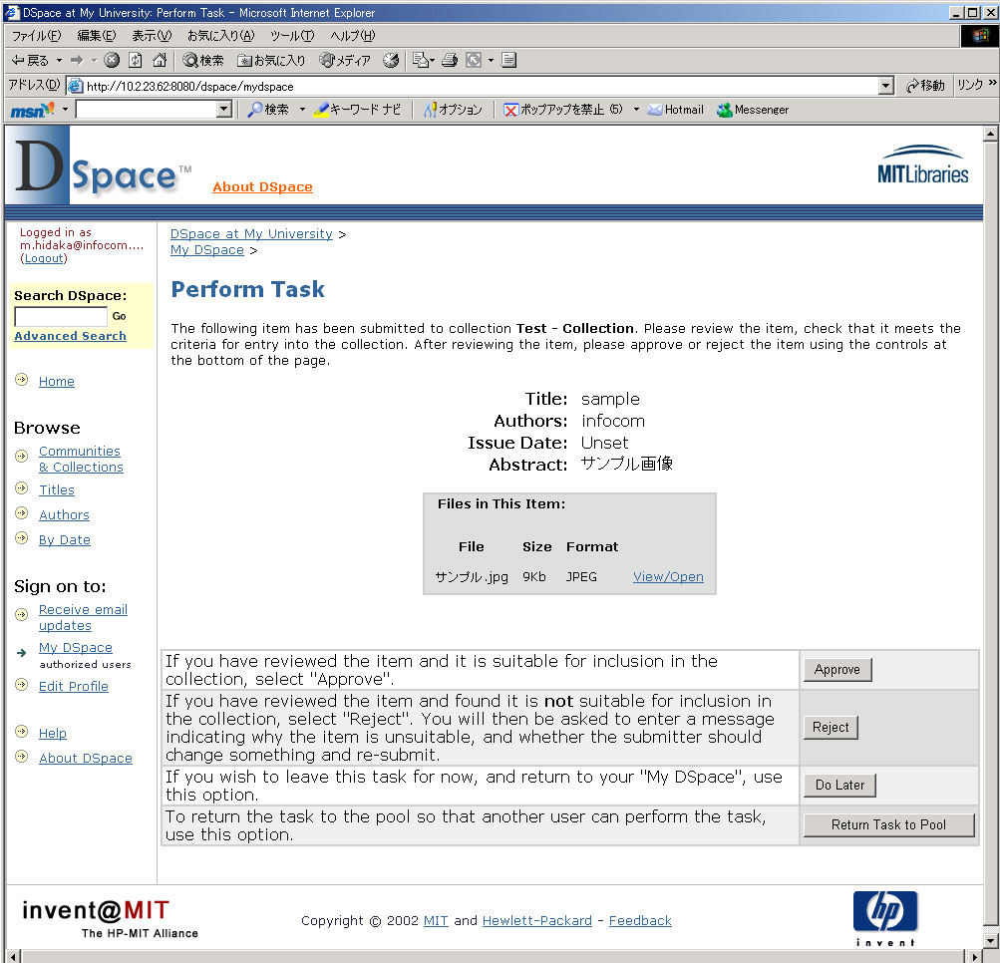 DSpace at My University: Perform Task - Microsoft Internet Explorer
ファイル(F) 編集(E) 表示(V) お気に入り(A) ツール(T) ヘルプ(H)
戻る 検索 お気に入り メディア
アドレス(D) http://10.2.23.62:8080/dspace/mydspace 移動 リンク »
msn 検索 キーワード ナビ オプション ポップアップを禁止 (6) Hotmail Messenger
DSpace™ About DSpace MITLibraries
Logged in as
m.hidaka@infocom....
(Logout)
Search DSpace:
Go
Advanced Search
Home
Browse
Communities
& Collections
Titles
Authors
By Date
Sign on to:
Receive email
updates
My DSpace
authorized users
Edit Profile
Help
About DSpace
DSpace at My University >
My DSpace >
Perform Task
The following item has been submitted to collection Test - Collection. Please review the item, check that it meets the
criteria for entry into the collection. After reviewing the item, please approve or reject the item using the controls at
the bottom of the page.
Title: sample
Authors: infocom
Issue Date: Unset
Abstract: サンプル画像
Files in This Item:
File Size Format
サンプル.jpg 9Kb JPEG View/Open
If you have reviewed the item and it is suitable for inclusion in the
collection, select "Approve".
Approve
If you have reviewed the item and found it is not suitable for inclusion in
the collection, select "Reject". You will then be asked to enter a message
indicating why the item is unsuitable, and whether the submitter should
change something and re-submit.
Reject
If you wish to leave this task for now, and return to your "My DSpace", use
this option.
Do Later
To return the task to the pool so that another user can perform the task,
use this option.
Return Task to Pool
invent@MIT
The HP-MIT Alliance
Copyright © 2002 MIT and Hewlett-Packard - Feedback
hp
invent